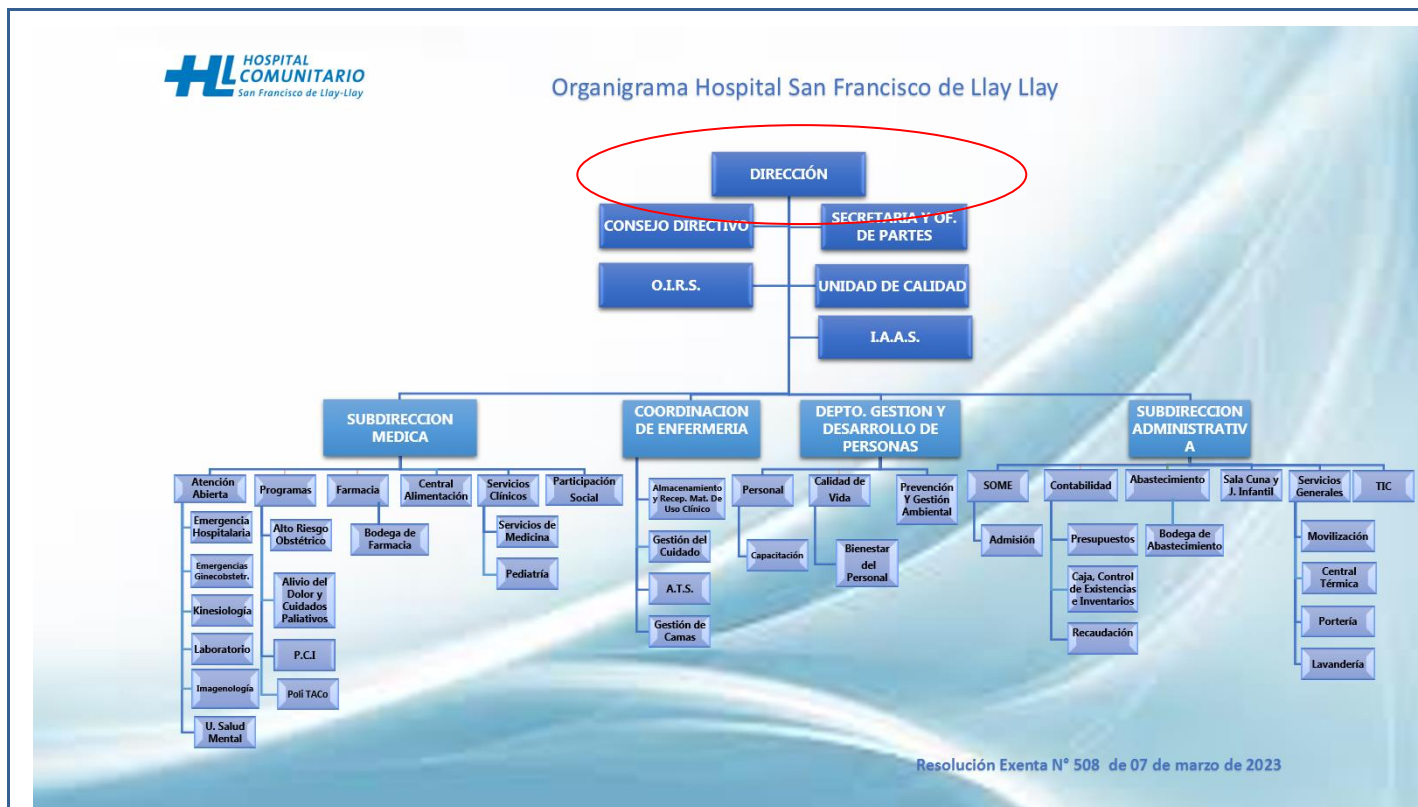 HOSPITAL
COMUNITARIO
San Francisco de Llay-Llay
Organigrama Hospital San Francisco de Llay Llay
DIRECCIÓN
CONSEJO DIRECTIVO
SECRETARIA Y OF.
DE PARTES
O.I.R.S.
UNIDAD DE CALIDAD
I.A.A.S.
SUBDIRECCION
MEDICA
COORDINACION
DE ENFERMERIA
DEPTO. GESTION Y
DESARROLLO DE
PERSONAS
SUBDIRECCION
ADMINISTRATIV
A
Atención
Abierta
Emergencia
Hospitalaria
Emergencias
Ginecobstetr.
Kinesiología
Laboratorio
Imagenología
U. Salud
Mental
Programas
Alto Riesgo
Obstétrico
Alivio del
Dolor y
Cuidados
Paliativos
P.C.I
Poli TACo
Farmacia
Bodega de
Farmacia
Central
Alimentación
Servicios
Clínicos
Servicios de
Medicina
Pediatría
Participación
Social
Almacenamiento
y Recep. Mat. De
Uso Clínico
Gestión del
Cuidado
A.T.S.
Gestión de
Camas
Personal
Capacitación
Calidad de
Vida
Bienestar
del
Personal
Prevención
Y Gestión
Ambiental
SOME
Admisión
Contabilidad
Presupuestos
Caja, Control
de Existencias
e Inventarios
Recaudación
Abastecimiento
Bodega de
Abastecimiento
Sala Cuna y
J. Infantil
Servicios
Generales
Movilización
Central
Térmica
Portería
Lavandería
TIC
Resolución Exenta N° 508 de 07 de marzo de 2023